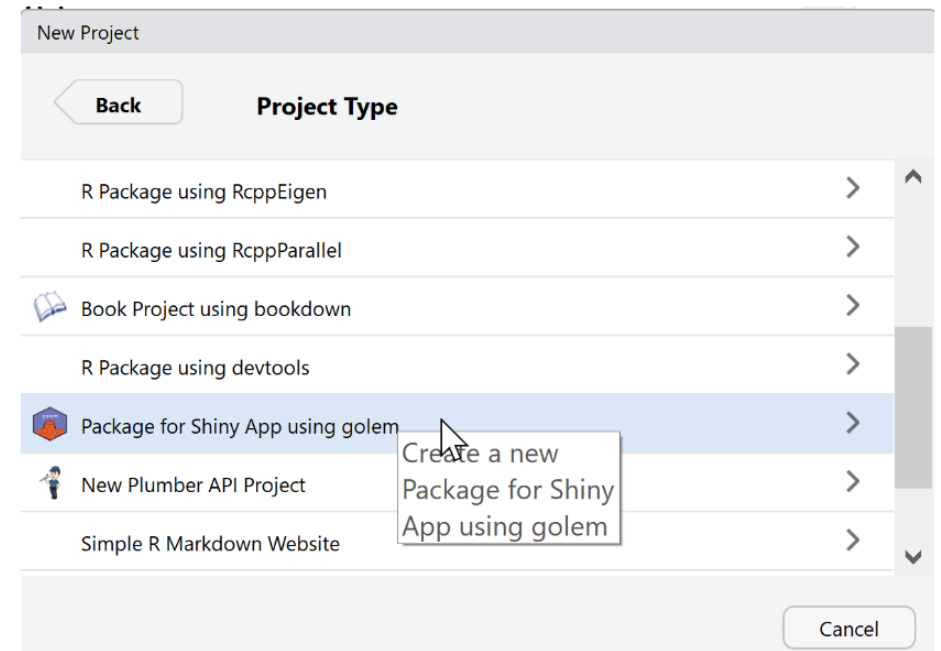 New Project
Back
Project Type
R Package using RcppEigen
R Package using RcppParallel
Book Project using bookdown
R Package using devtools
Package for Shiny App using golem
Create a new
Package for Shiny
App using golem
New Plumber API Project
Simple R Markdown Website
Cancel